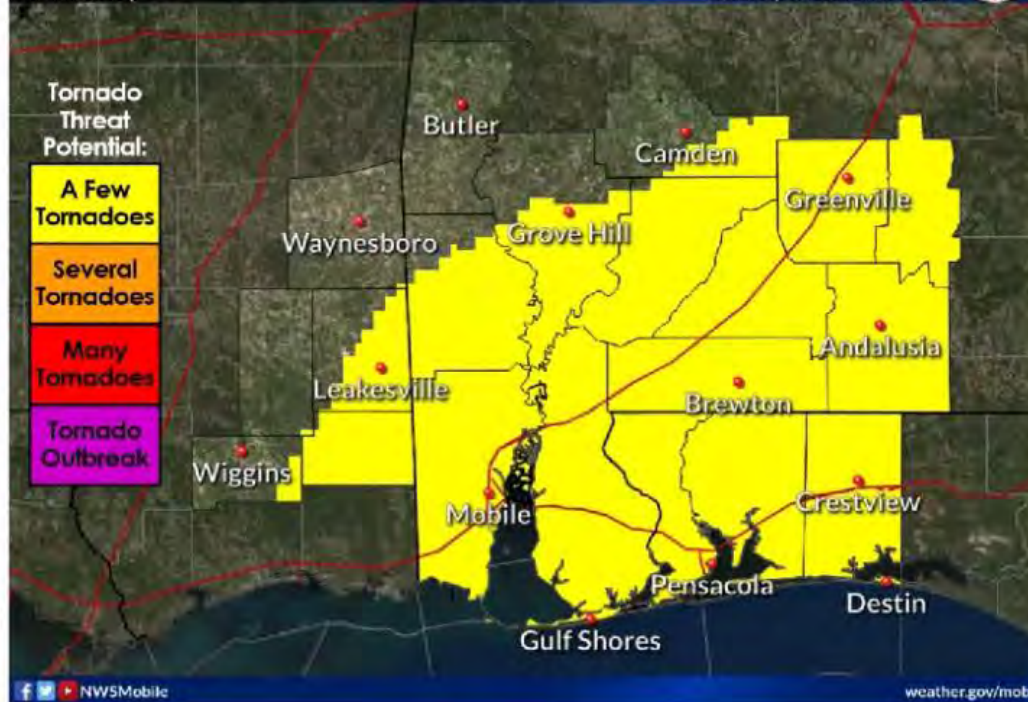 Tornado
Threat
Potential:
A Few
Tornadoes
Several
Tornadoes
Many
Tornadoes
Tornado
Outbreak
Butler
Camden
Greenville
Waynesboro
Grove Hill
Andalusia
Leakesville
Brewton
Wiggins
Crestview
Mobile
Pensacola
Destin
Gulf Shores
NWSMobile
weather.gov/mob